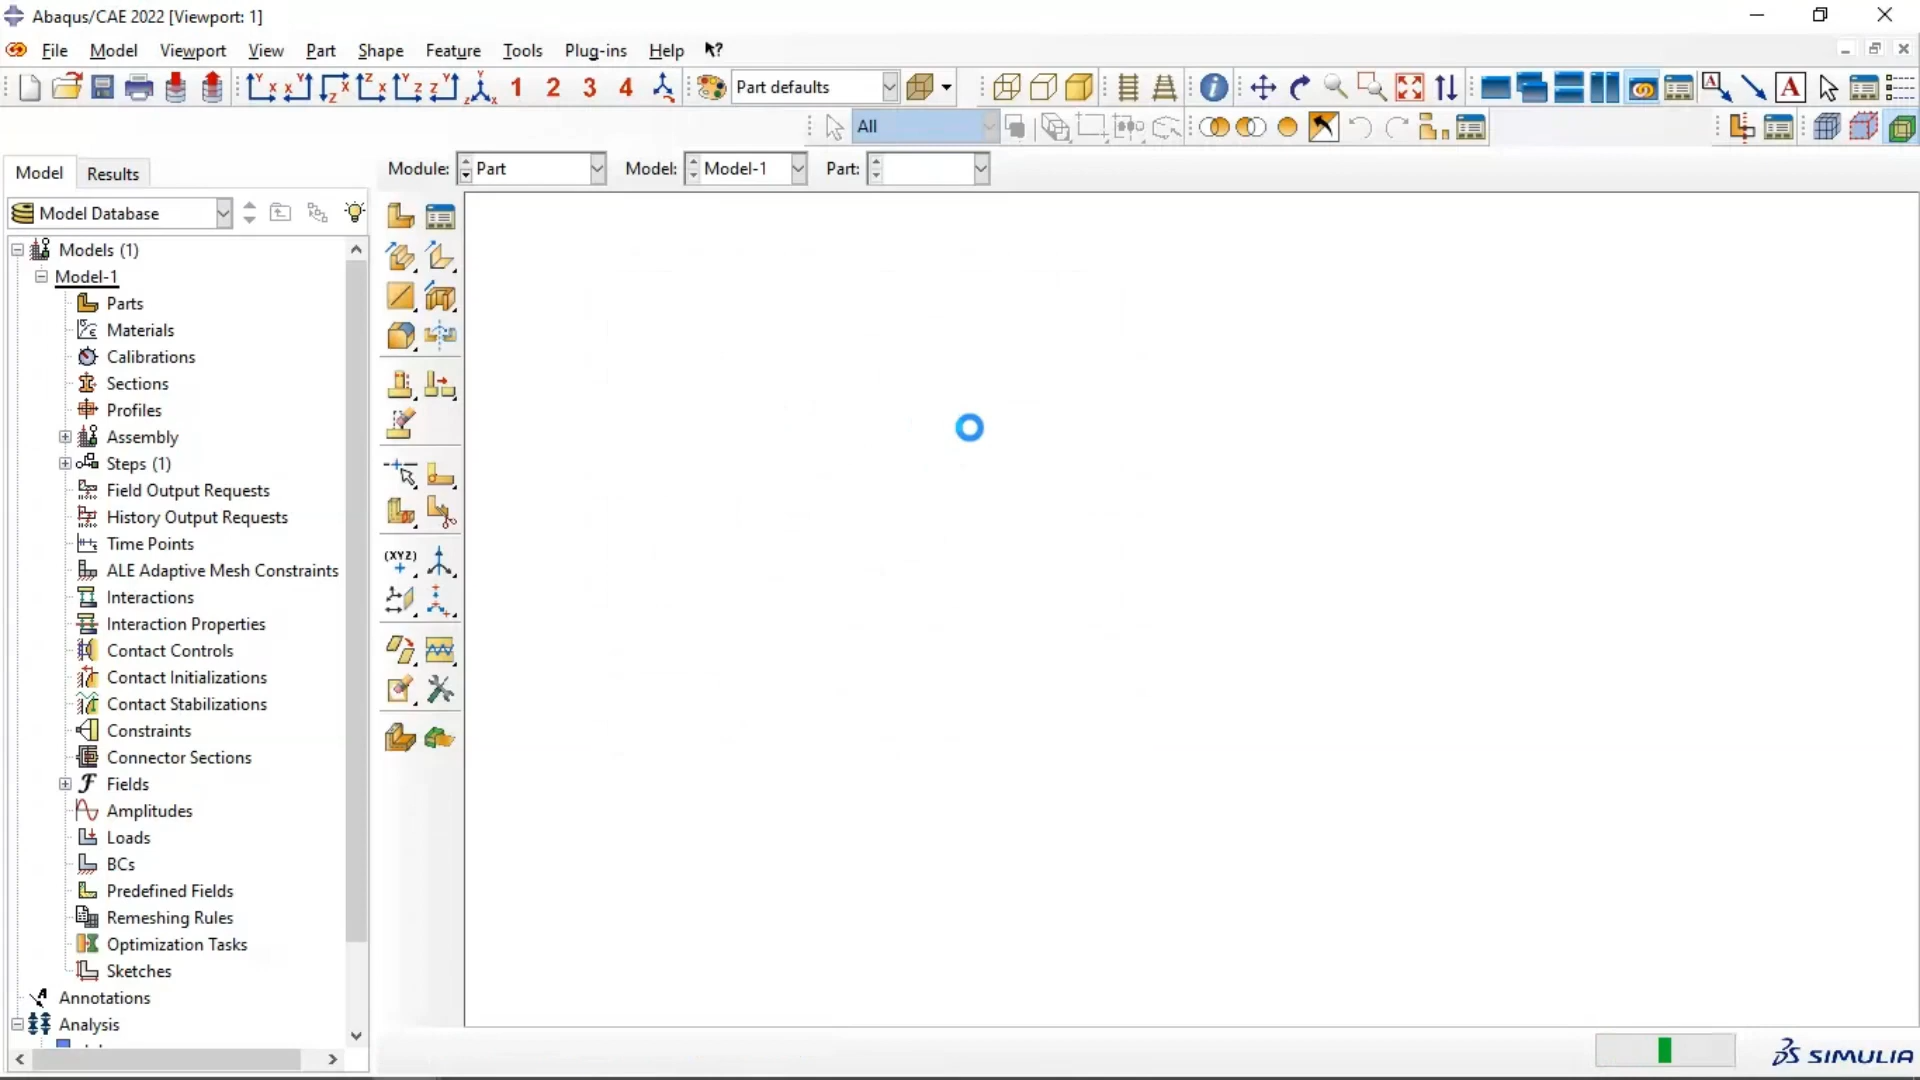 Abaqus/CAE 2022 [Viewport: 1]
File Model Viewport View Part Shape Feature Tools Plug-ins Help
1 2 3 4 Part defaults
All
Model Results
Module: Part Model: Model-1 Part:
Model Database
Models (1)
Model-1
Parts
Materials
Calibrations
Sections
Profiles
Assembly
Steps (1)
Field Output Requests
History Output Requests
Time Points
ALE Adaptive Mesh Constraints
Interactions
Interaction Properties
Contact Controls
Contact Initializations
Contact Stabilizations
Constraints
Connector Sections
Fields
Amplitudes
Loads
BCs
Predefined Fields
Remeshing Rules
Optimization Tasks
Sketches
Annotations
Analysis
(XYZ)
SIMULIA